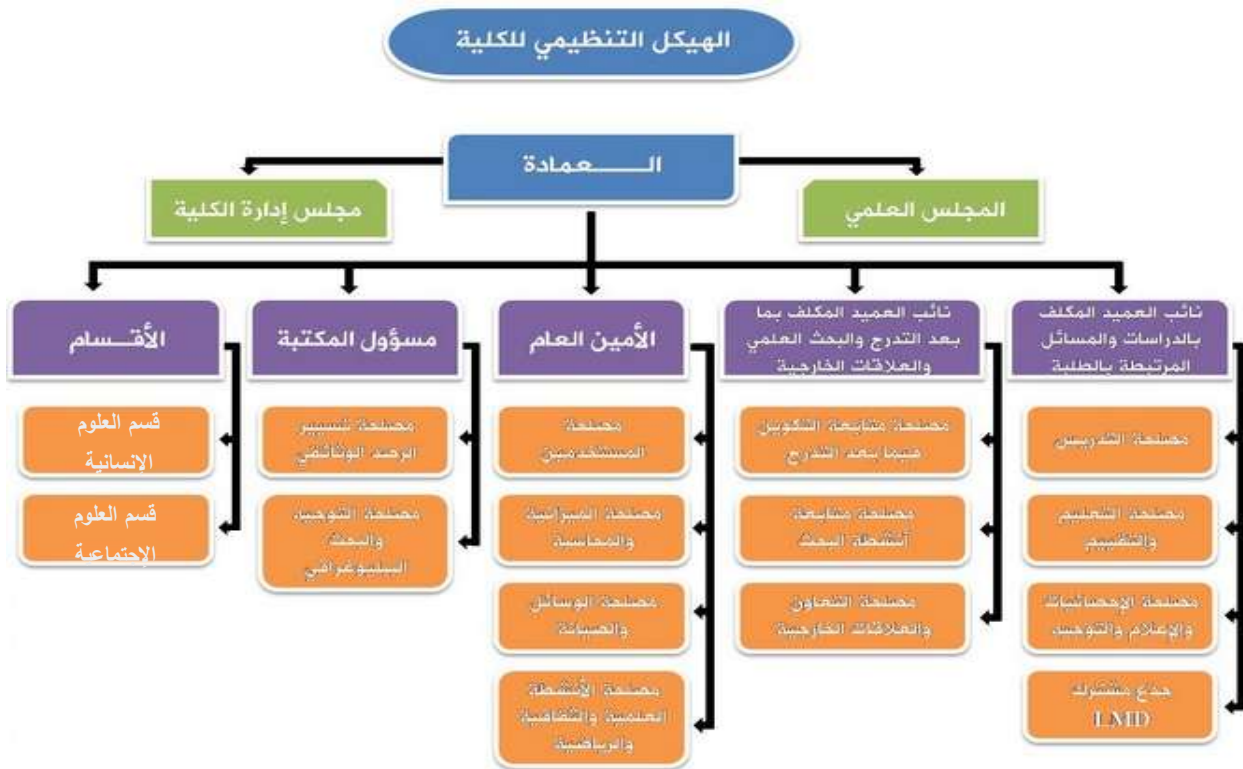 الهيكل التنظيمي للكلية
العمادة
المجلس العلمي
مجلس إدارة الكلية
نائب العميد المكلف
بالدراسات والمسائل
المرتبطة بالطلبة
نائب العميد المكلف بما
بعد التدرج والبحث العلمي
والعلاقات الخارجية
الأمين العام
مسؤول المكتبة
الأقسام
مصلحة التدريس
مصلحة التعليم
والتقييم
مصلحة الإحصائيات
والإعلام والتوجيه
جذع مشترك
LMD
مصلحة متابعة التكوين
فيما بعد التدرج
مصلحة متابعة
أنشطة البحث
مصلحة التعاون
والعلاقات الخارجية
مصلحة
المستخدمين
مصلحة الميزانية
والمحاسبة
مصلحة الوسائل
والصيانة
مصلحة الأنشطة
العلمية والثقافية
والرياضية
مصلحة تسيير
الرصد الوثائقي
مصلحة التوجيه
والبحث
البيبليوغرافي
قسم العلوم
الإنسانية
قسم العلوم
الإجتماعية